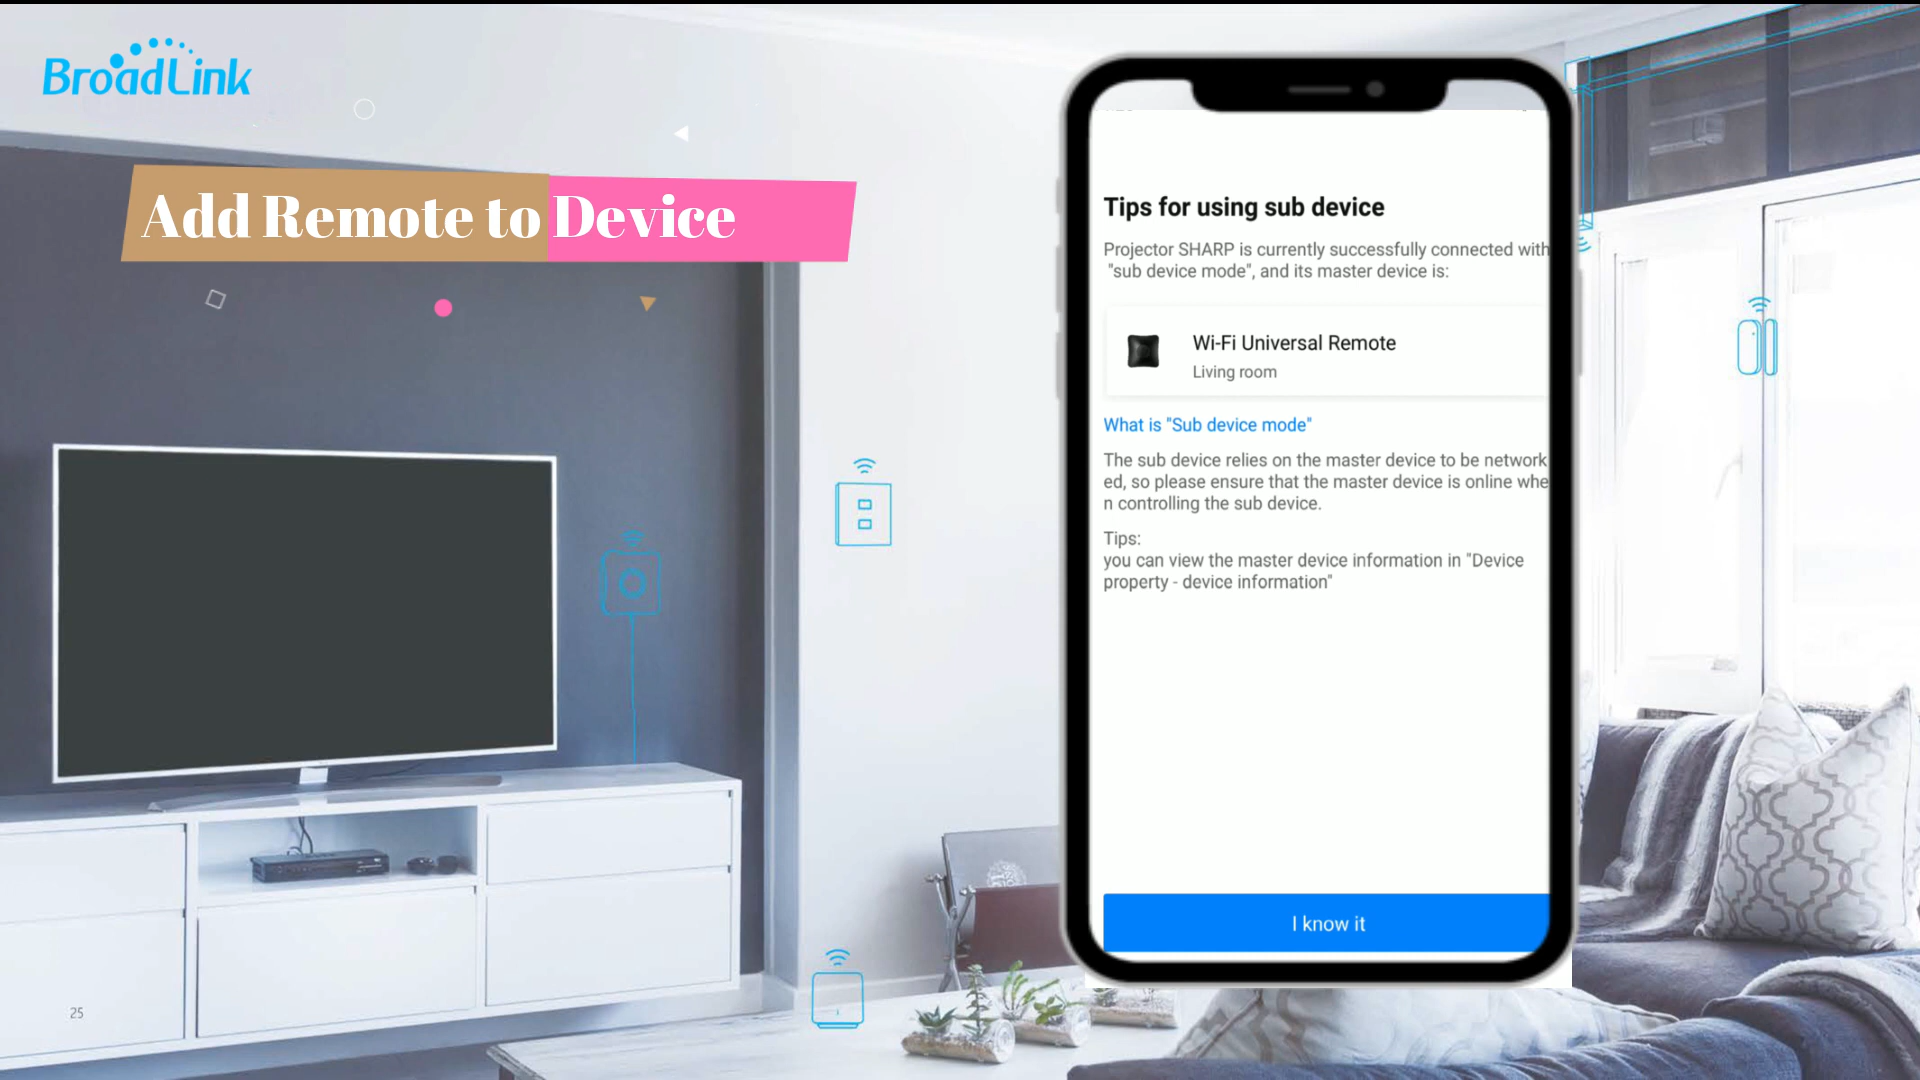 BroadLink
Add Remote to Device
Tips for using sub device
Projector SHARP is currently successfully connected with
"sub device mode", and its master device is:
Wi-Fi Universal Remote
Living room
What is "Sub device mode"
The sub device relies on the master device to be network
ed, so please ensure that the master device is online whe
n controlling the sub device.
Tips:
you can view the master device information in "Device
property - device information"
I know it
25